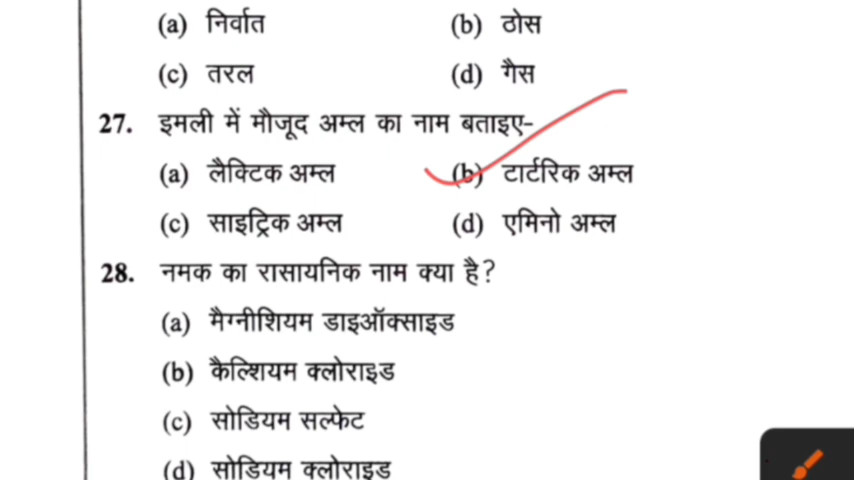 (a) निर्वात (b) ठोस
(c) तरल (d) गैस
27. इमली में मौजूद अम्ल का नाम बताइए-
(a) लैक्टिक अम्ल (b) टार्टरिक अम्ल
(c) साइट्रिक अम्ल (d) एमिनो अम्ल
28. नमक का रासायनिक नाम क्या है?
(a) मैग्नीशियम डाइऑक्साइड
(b) कैल्शियम क्लोराइड
(c) सोडियम सल्फेट
(d) सोडियम क्लोराइड